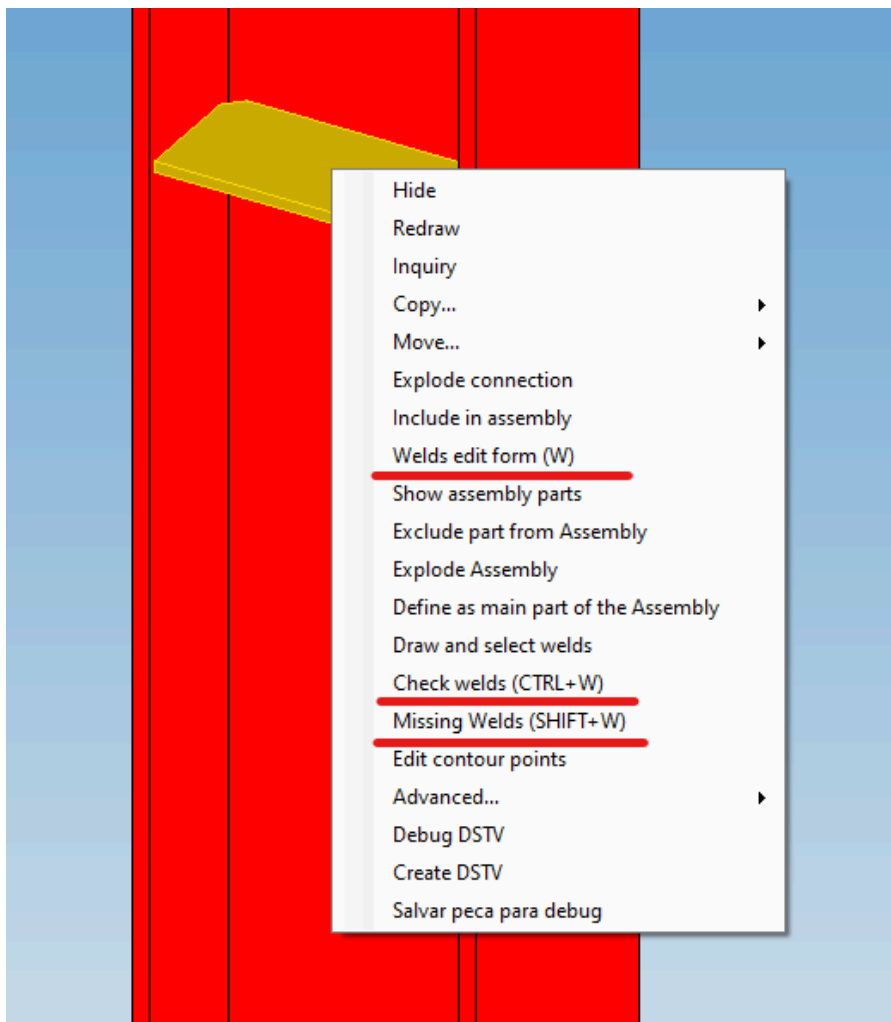 Hide
Redraw
Inquiry
Copy...
Move...
Explode connection
Include in assembly
Welds edit form (W)
Show assembly parts
Exclude part from Assembly
Explode Assembly
Define as main part of the Assembly
Draw and select welds
Check welds (CTRL+W)
Missing Welds (SHIFT+W)
Edit contour points
Advanced...
Debug DSTV
Create DSTV
Salvar peca para debug